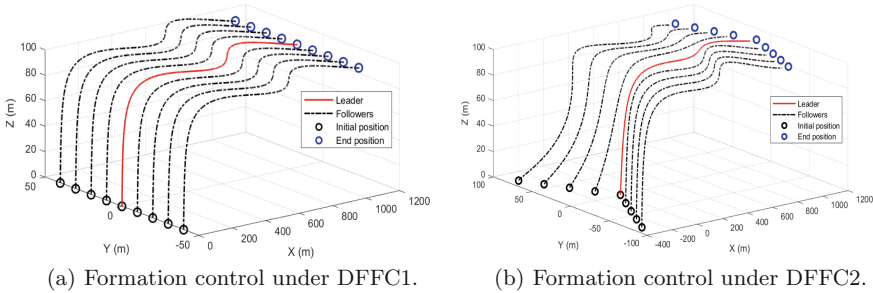 100
80
60
40
20
0
Z (m)
50
0
-50
Y (m)
0
200
400
600
800
1000
1200
X (m)
Leader
Followers
Initial position
End position
(a) Formation control under DFFC1.
100
80
60
40
20
0
Z (m)
100
50
0
-50
-100
Y (m)
-400
-200
0
200
400
600
800
1000
1200
X (m)
Leader
Followers
Initial position
End position
(b) Formation control under DFFC2.